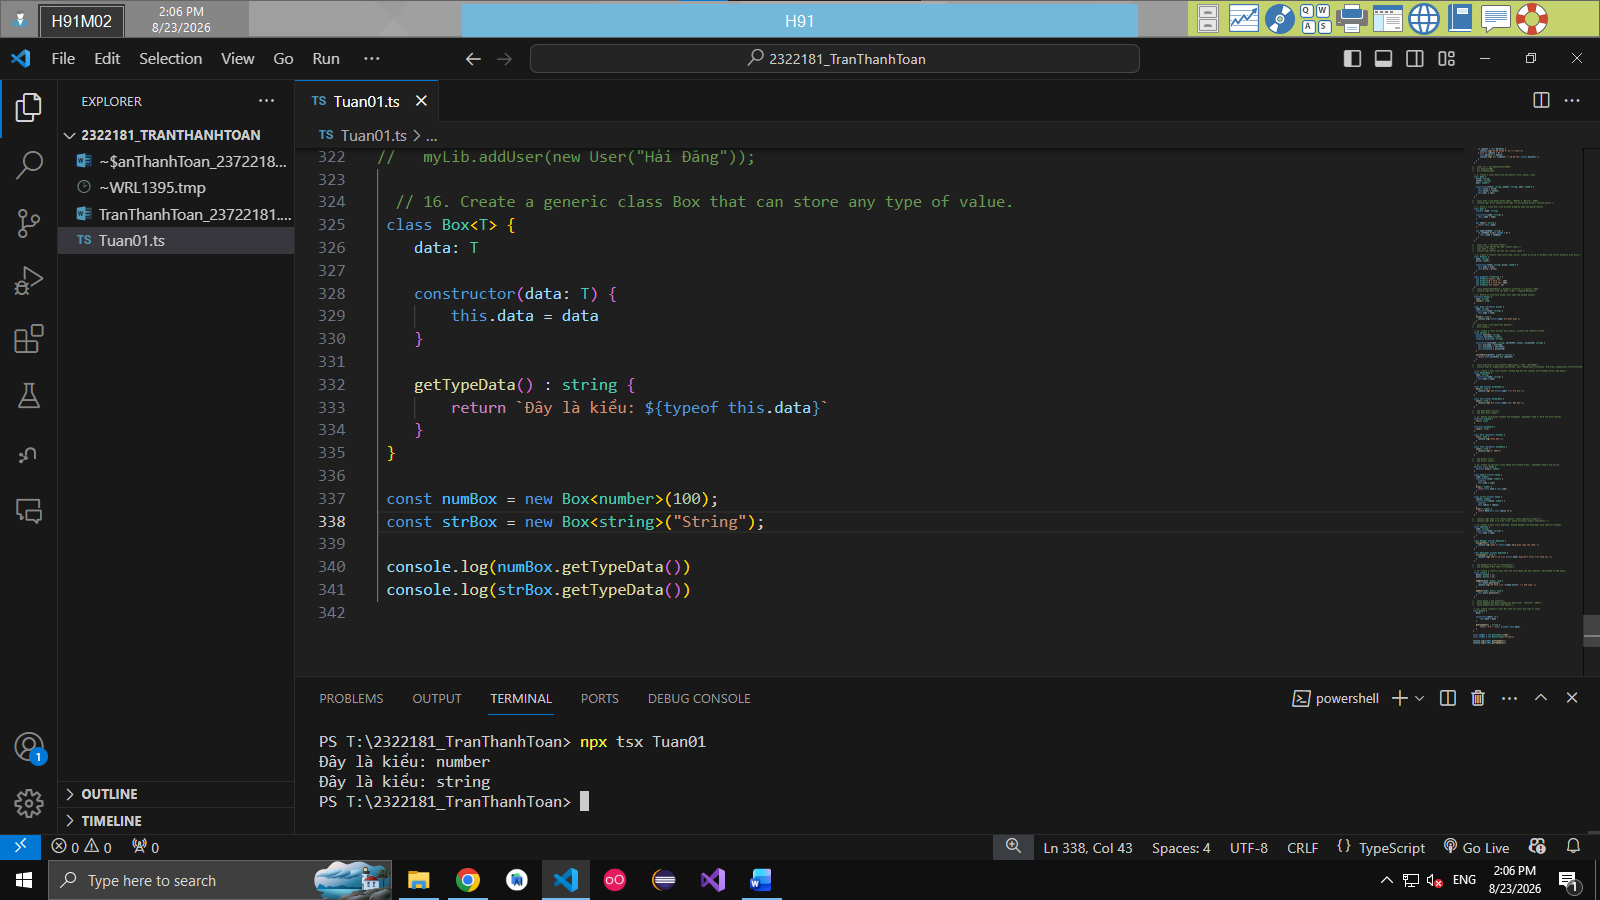 H91M02
2:06 PM
8/23/2026
H91
Q W A S
File Edit Selection View Go Run ...
2322181_TranThanhToan
EXPLORER
2322181_TRANTHANHTOAN
~$anThanhToan_2372218...
~WRL1395.tmp
TranThanhToan_23722181....
TS Tuan01.ts
OUTLINE
TIMELINE
TS Tuan01.ts
TS Tuan01.ts > ...
322 // myLib.addUser(new User("Hải Đăng"));
323
324 // 16. Create a generic class Box that can store any type of value.
325 class Box<T> {
326 data: T
327
328 constructor(data: T) {
329 this.data = data
330 }
331
332 getTypeData() : string {
333 return `Đây là kiểu: ${typeof this.data}`
334 }
335 }
336
337 const numBox = new Box<number>(100);
338 const strBox = new Box<string>("String");
339
340 console.log(numBox.getTypeData())
341 console.log(strBox.getTypeData())
342
PROBLEMS OUTPUT TERMINAL PORTS DEBUG CONSOLE
powershell
PS T:\2322181_TranThanhToan> npx tsx Tuan01
Đây là kiểu: number
Đây là kiểu: string
PS T:\2322181_TranThanhToan>
1
0 0 0
Ln 338, Col 43 Spaces: 4 UTF-8 CRLF {} TypeScript Go Live
Type here to search
ENG
2:06 PM
8/23/2026
1